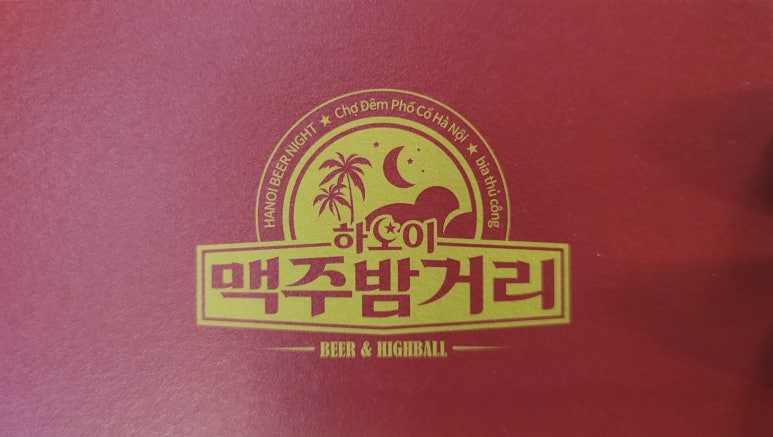 HANOI BEER NIGHT ★ Chợ Đêm Phố Cổ Hà Nội ★ bia thủ công
하노이
맥주밤거리
BEER & HIGHBALL